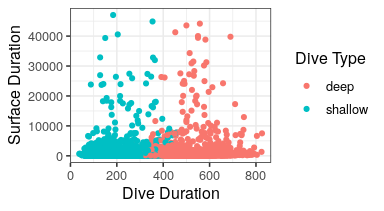 Surface Duration
40000
30000
20000
10000
0
0 200 400 600 800
Dive Duration
Dive Type
deep
shallow